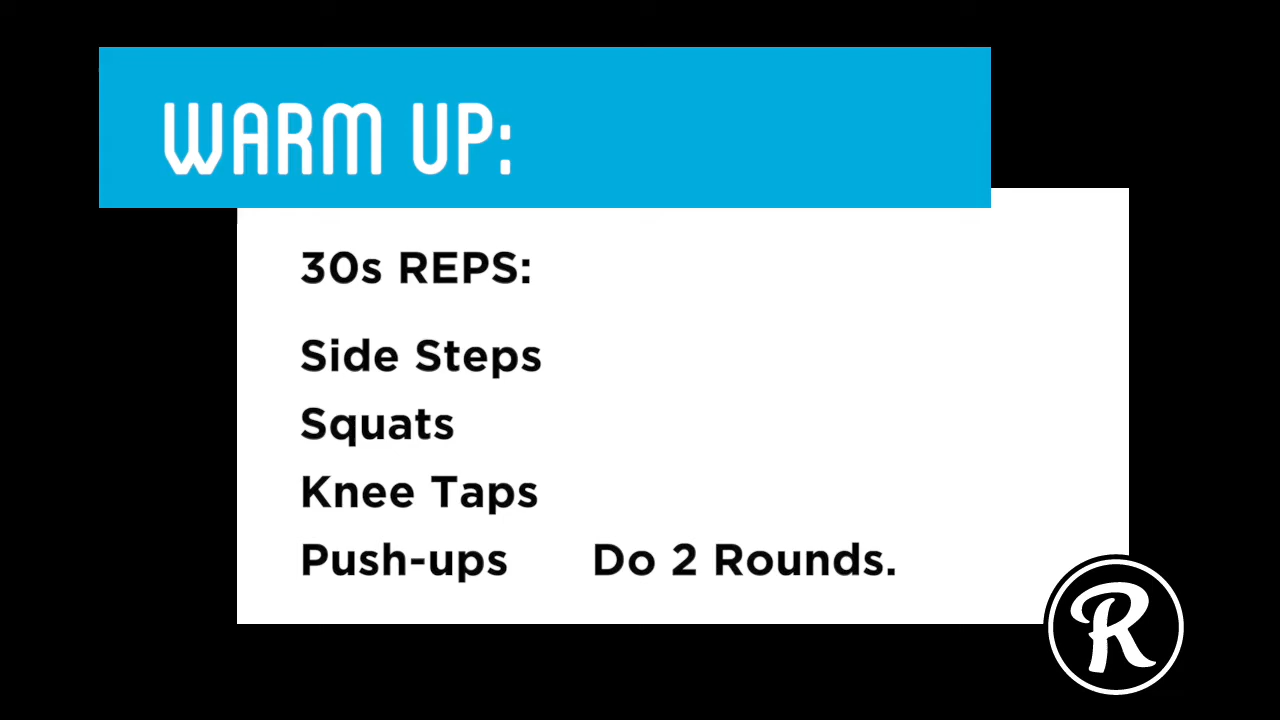 WARM UP:
30s REPS:
Side Steps
Squats
Knee Taps
Push-ups Do 2 Rounds.
R